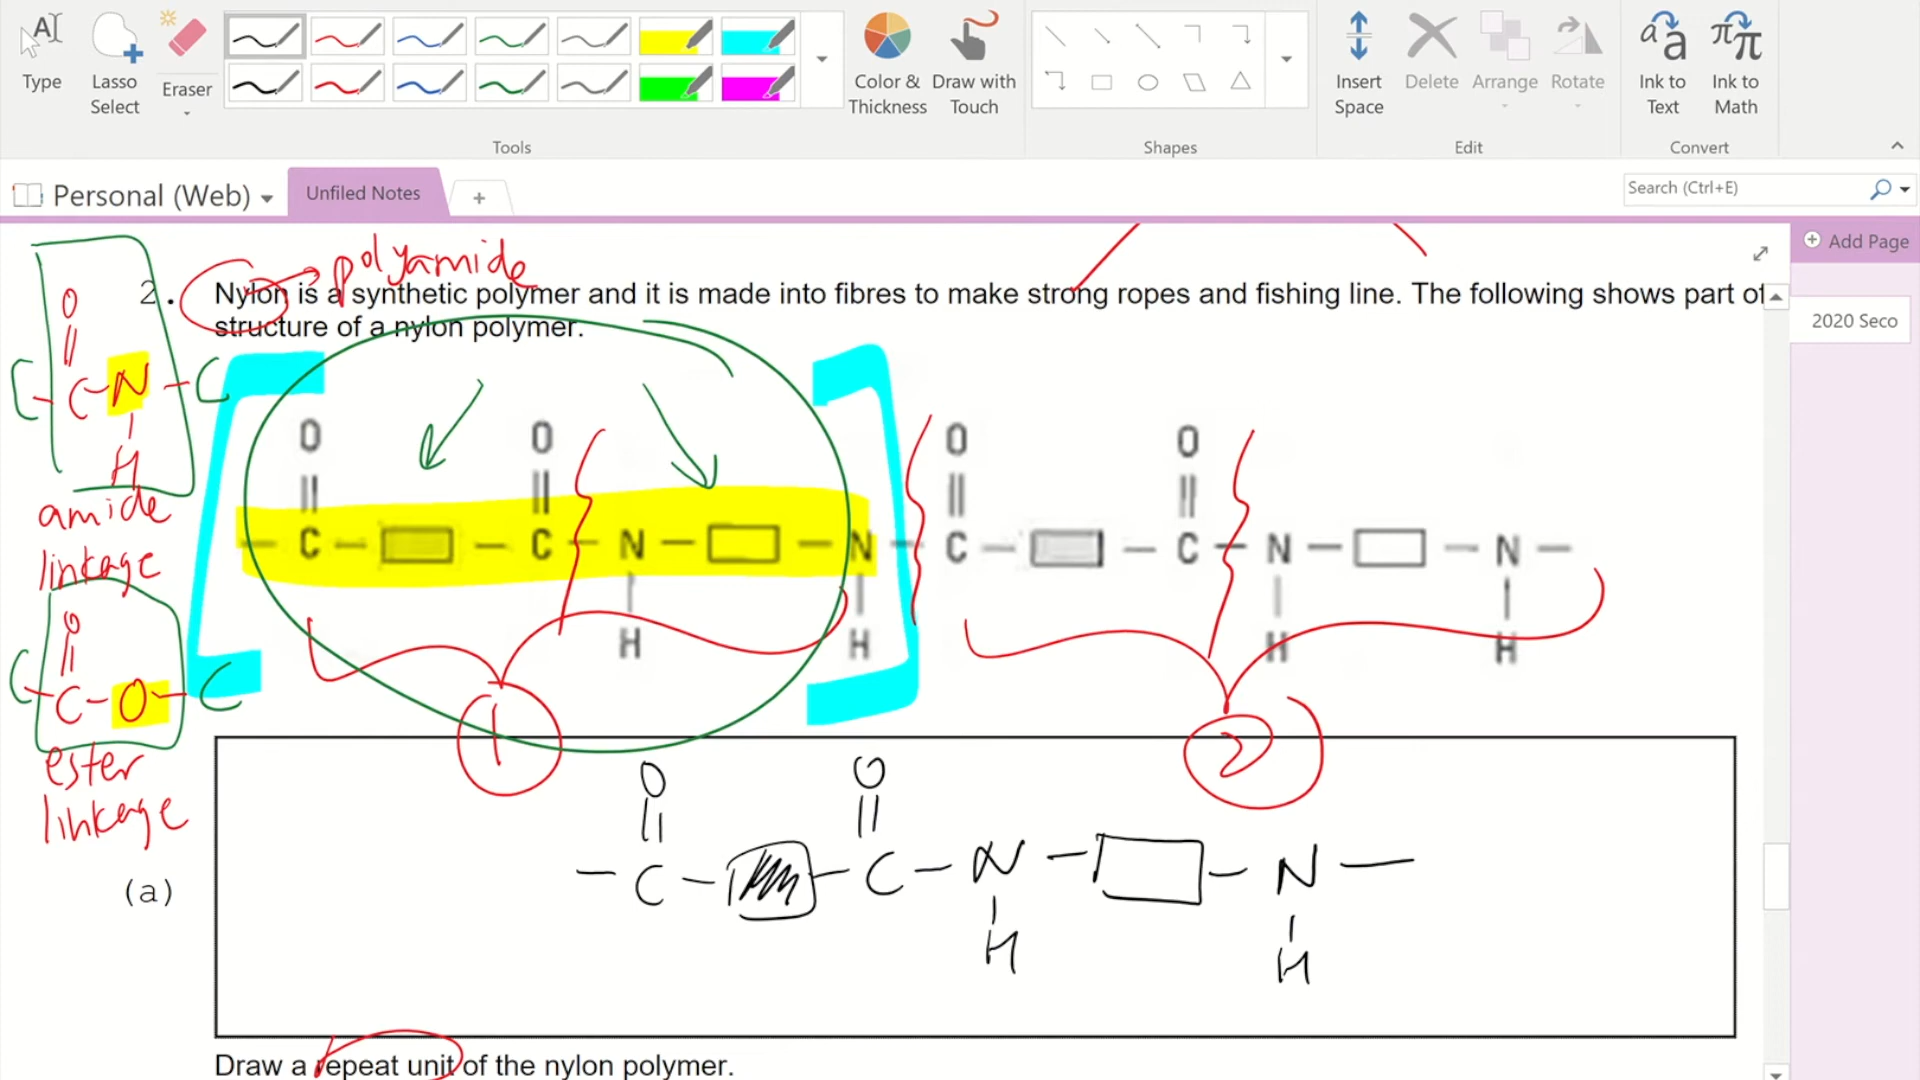 Type
Lasso Select
Eraser
Color & Thickness
Draw with Touch
Insert Space
Delete
Arrange
Rotate
Ink to Text
Ink to Math
Tools
Shapes
Edit
Convert
Personal (Web)
Unfiled Notes
+
Search (Ctrl+E)
Add Page
2020 Seco
polyamide
2. Nylon is a synthetic polymer and it is made into fibres to make strong ropes and fishing line. The following shows part of
structure of a nylon polymer.
O
||
C - C - N - C
|
H
amide
linkage
O
||
C - C - O - C
ester
linkage
O O O O
|| || || ||
— C — — C — N — — N — C — — C — N — — N —
| | | |
H H H H
1 2
O O
|| ||
— C — — C — N — — N —
| |
H H
(a)
Draw a repeat unit of the nylon polymer.